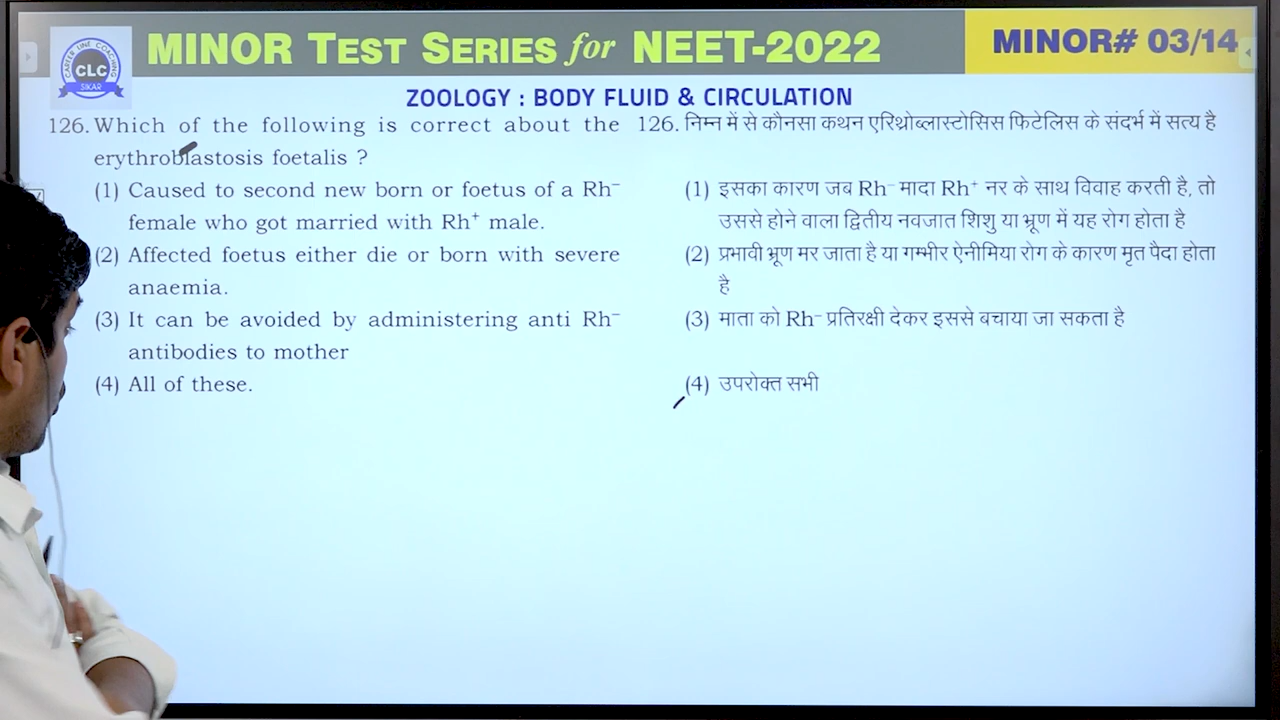 MINOR TEST SERIES for NEET-2022
MINOR# 03/14
CAREER LINE COACHING
CLC
SIKAR
ZOOLOGY : BODY FLUID & CIRCULATION
126. Which of the following is correct about the
erythroblastosis foetalis ?
(1) Caused to second new born or foetus of a Rh⁻
female who got married with Rh⁺ male.
(2) Affected foetus either die or born with severe
anaemia.
(3) It can be avoided by administering anti Rh⁻
antibodies to mother
(4) All of these.
126. निम्न में से कौनसा कथन एरिथ्रोब्लास्टोसिस फिटेलिस के संदर्भ में सत्य है
(1) इसका कारण जब Rh⁻ मादा Rh⁺ नर के साथ विवाह करती है, तो
उससे होने वाला द्वितीय नवजात शिशु या भ्रूण में यह रोग होता है
(2) प्रभावी भ्रूण मर जाता है या गम्भीर ऐनीमिया रोग के कारण मृत पैदा होता
है
(3) माता को Rh⁻ प्रतिरक्षी देकर इससे बचाया जा सकता है
(4) उपरोक्त सभी